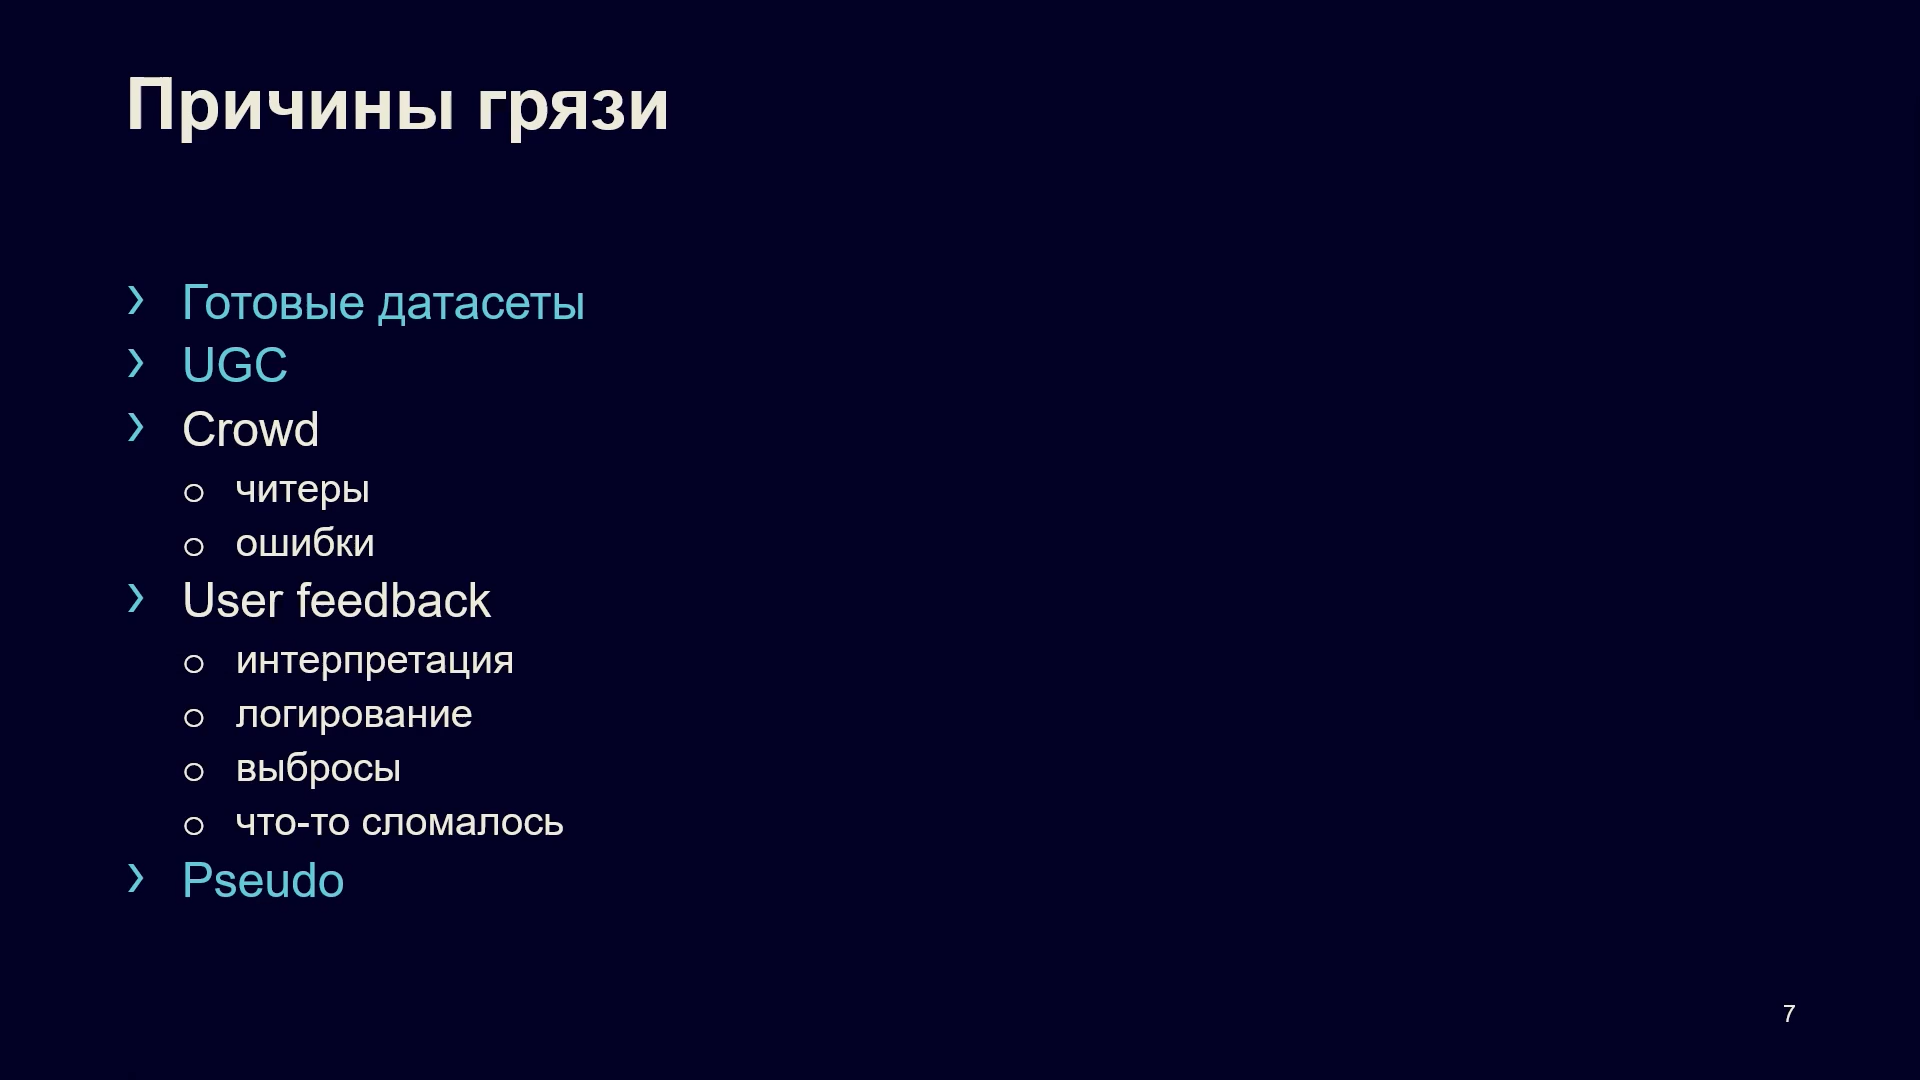 Причины грязи
› Готовые датасеты
› UGC
› Crowd
o читеры
o ошибки
› User feedback
o интерпретация
o логирование
o выбросы
o что-то сломалось
› Pseudo
7